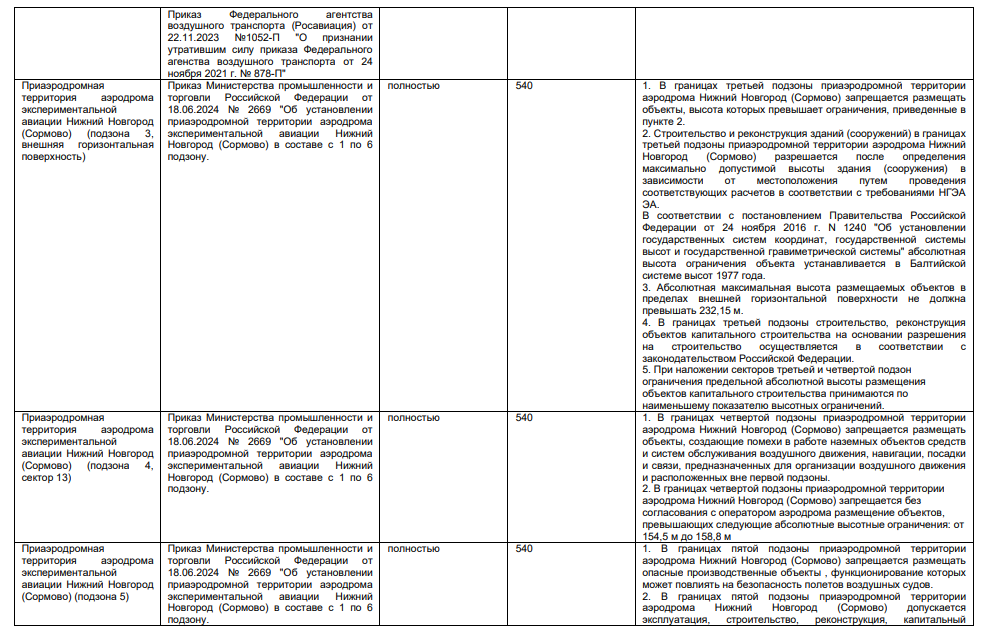 Приказ Федерального агентства
воздушного транспорта (Росавиация) от
22.11.2023 №1052-П "О признании
утратившим силу приказа Федерального
агенства воздушного транспорта от 24
ноября 2021 г. № 878-П"
Приаэродромная
территория аэродрома
экспериментальной
авиации Нижний Новгород
(Сормово) (подзона 3,
внешняя горизонтальная
поверхность)
Приказ Министерства промышленности и
торговли Российской Федерации от
18.06.2024 № 2669 "Об установлении
приаэродромной территории аэродрома
экспериментальной авиации Нижний
Новгород (Сормово) в составе с 1 по 6
подзону.
полностью
540
1. В границах третьей подзоны приаэродромной территории
аэродрома Нижний Новгород (Сормово) запрещается размещать
объекты, высота которых превышает ограничения, приведенные в
пункте 2.
2. Строительство и реконструкция зданий (сооружений) в границах
третьей подзоны приаэродромной территории аэродрома Нижний
Новгород (Сормово) разрешается после определения
максимально допустимой высоты здания (сооружения) в
зависимости от местоположения путем проведения
соответствующих расчетов в соответствии с требованиями НГЭА
ЭА.
В соответствии с постановлением Правительства Российской
Федерации от 24 ноября 2016 г. N 1240 "Об установлении
государственных систем координат, государственной системы
высот и государственной гравиметрической системы" абсолютная
высота ограничения объекта устанавливается в Балтийской
системе высот 1977 года.
3. Абсолютная максимальная высота размещаемых объектов в
пределах внешней горизонтальной поверхности не должна
превышать 232,15 м.
4. В границах третьей подзоны строительство, реконструкция
объектов капитального строительства на основании разрешения
на строительство осуществляется в соответствии с
законодательством Российской Федерации.
5. При наложении секторов третьей и четвертой подзон
ограничения предельной абсолютной высоты размещения
объектов капитального строительства принимаются по
наименьшему показателю высотных ограничений.
Приаэродромная
территория аэродрома
экспериментальной
авиации Нижний Новгород
(Сормово) (подзона 4,
сектор 13)
Приказ Министерства промышленности и
торговли Российской Федерации от
18.06.2024 № 2669 "Об установлении
приаэродромной территории аэродрома
экспериментальной авиации Нижний
Новгород (Сормово) в составе с 1 по 6
подзону.
полностью
540
1. В границах четвертой подзоны приаэродромной территории
аэродрома Нижний Новгород (Сормово) запрещается размещать
объекты, создающие помехи в работе наземных объектов средств
и систем обслуживания воздушного движения, навигации, посадки
и связи, предназначенных для организации воздушного движения
и расположенных вне первой подзоны.
2. В границах четвертой подзоны приаэродромной территории
аэродрома Нижний Новгород (Сормово) запрещается без
согласования с оператором аэродрома размещение объектов,
превышающих следующие абсолютные высотные ограничения: от
154,5 м до 158,8 м
Приаэродромная
территория аэродрома
экспериментальной
авиации Нижний Новгород
(Сормово) (подзона 5)
Приказ Министерства промышленности и
торговли Российской Федерации от
18.06.2024 № 2669 "Об установлении
приаэродромной территории аэродрома
экспериментальной авиации Нижний
Новгород (Сормово) в составе с 1 по 6
подзону.
полностью
540
1. В границах пятой подзоны приаэродромной территории
аэродрома Нижний Новгород (Сормово) запрещается размещать
опасные производственные объекты , функционирование которых
может повлиять на безопасность полетов воздушных судов.
2. В границах пятой подзоны приаэродромной территории
аэродрома Нижний Новгород (Сормово) допускается
эксплуатация, строительство, реконструкция, капитальный